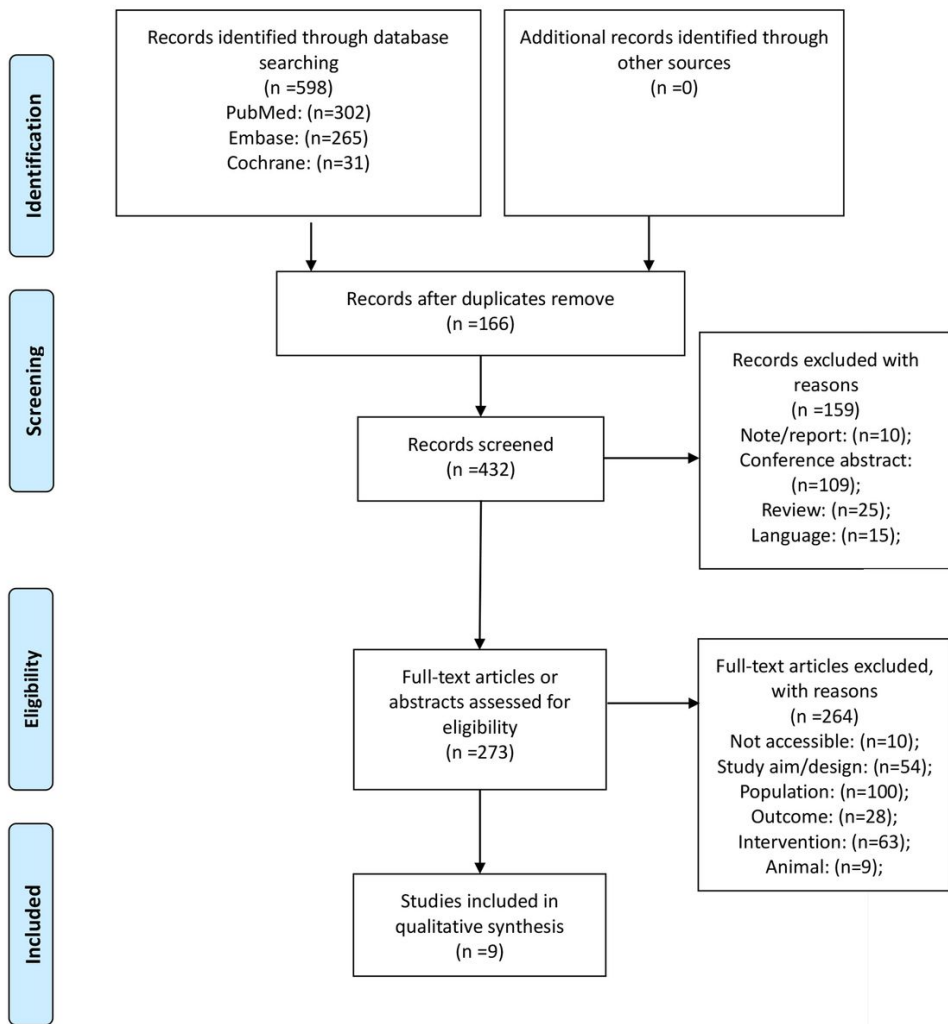 Identification
Records identified through database
searching
(n =598)
PubMed: (n=302)
Embase: (n=265)
Cochrane: (n=31)
Additional records identified through
other sources
(n =0)
Screening
Records after duplicates remove
(n =166)
Records screened
(n =432)
Records excluded with
reasons
(n =159)
Note/report: (n=10);
Conference abstract:
(n=109);
Review: (n=25);
Language: (n=15);
Eligibility
Full-text articles or
abstracts assessed for
eligibility
(n =273)
Full-text articles excluded,
with reasons
(n =264)
Not accessible: (n=10);
Study aim/design: (n=54);
Population: (n=100);
Outcome: (n=28);
Intervention: (n=63);
Animal: (n=9);
Included
Studies included in
qualitative synthesis
(n =9)